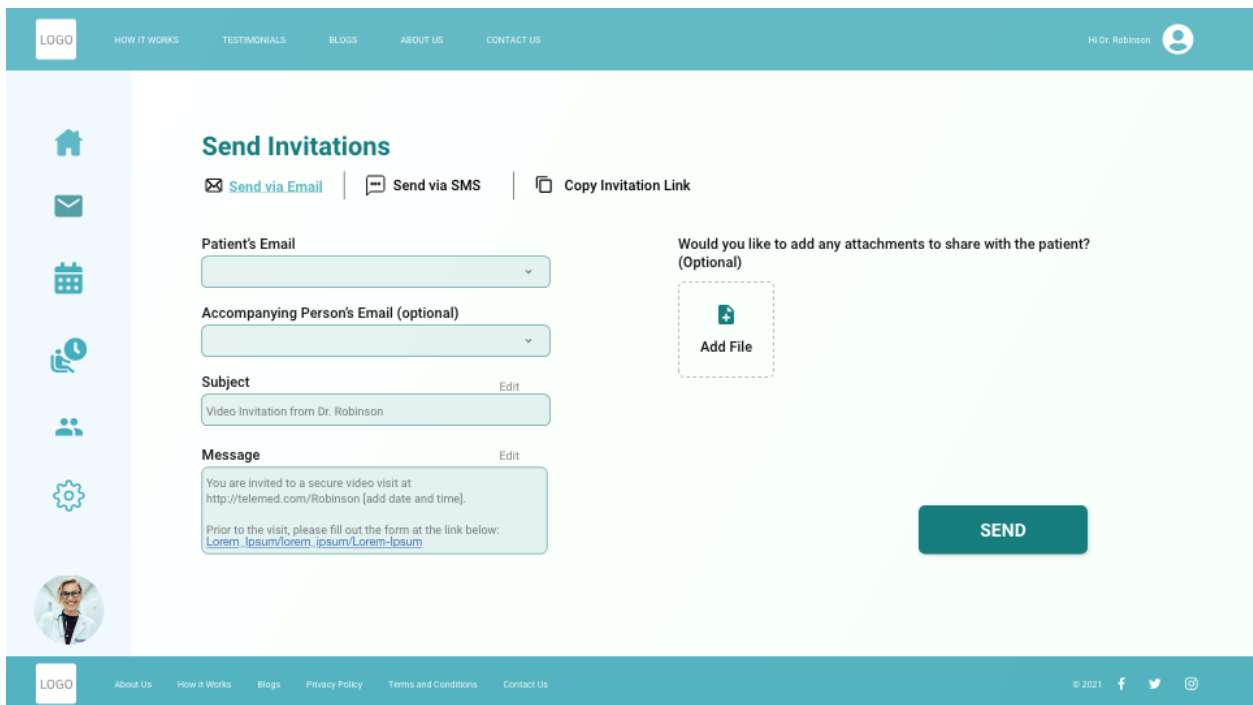 LOGO
HOW IT WORKS
TESTIMONIALS
BLOGS
ABOUT US
CONTACT US
Hi Dr. Robinson
Send Invitations
Send via Email
Send via SMS
Copy Invitation Link
Patient's Email
Accompanying Person's Email (optional)
Subject
Edit
Video Invitation from Dr. Robinson
Message
Edit
You are invited to a secure video visit at
http://telemed.com/Robinson [add date and time].
Prior to the visit, please fill out the form at the link below:
Lorem_Ipsum/lorem_ipsum/Lorem-Ipsum
Would you like to add any attachments to share with the patient?
(Optional)
Add File
SEND
LOGO
About Us
How it Works
Blogs
Privacy Policy
Terms and Conditions
Contact Us
© 2021